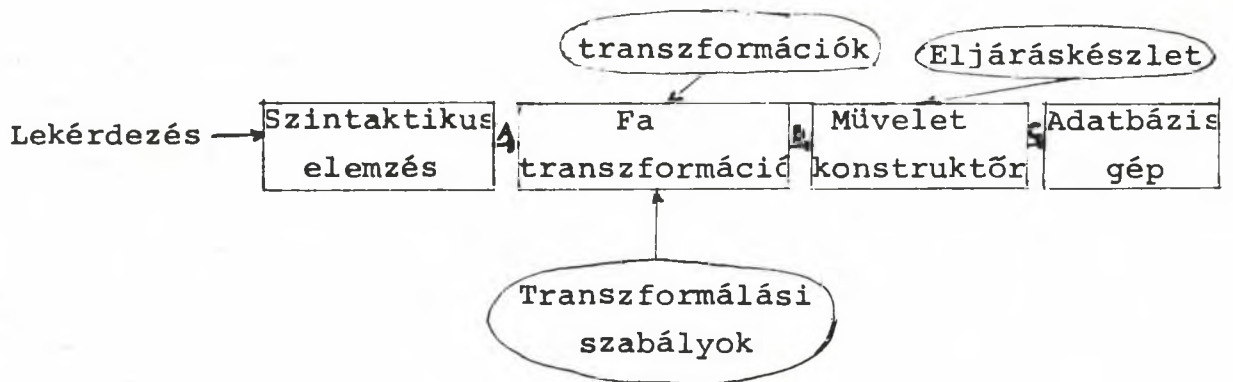 transzformációk
Eljáráskészlet
Lekérdezés
Szintaktikus
elemzés
Fa
transzformáció
Müvelet
konstruktőr
Adatbázis
gép
Transzformálási
szabályok